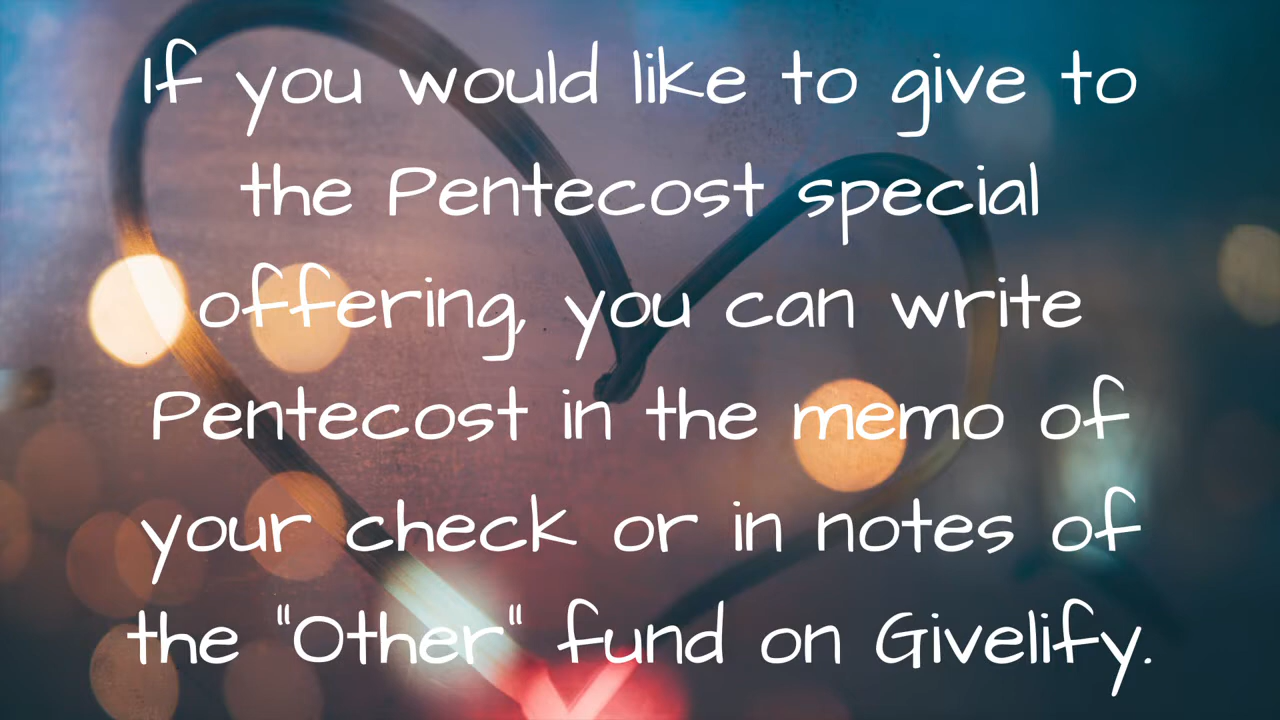 If you would like to give to
the Pentecost special
offering, you can write
Pentecost in the memo of
your check or in notes of
the "Other" fund on Givelify.